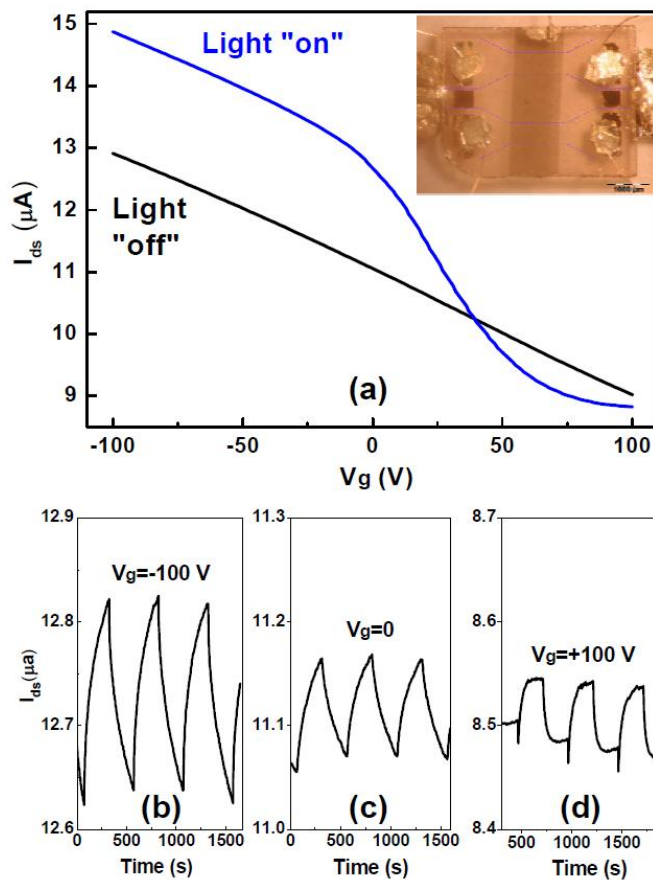 15
14
13
12
11
10
9
I_ds (μA)
Light "on"
Light
"off"
1000 μm
(a)
-100
-50
0
50
100
Vg (V)
12.9
12.8
12.7
12.6
I_ds(μa)
Vg=-100 V
(b)
0
500
1000
1500
Time (s)
11.3
11.2
11.1
11.0
Vg=0
(c)
0
500
1000
1500
Time (s)
8.7
8.6
8.5
8.4
Vg=+100 V
(d)
500
1000
1500
Time (s)